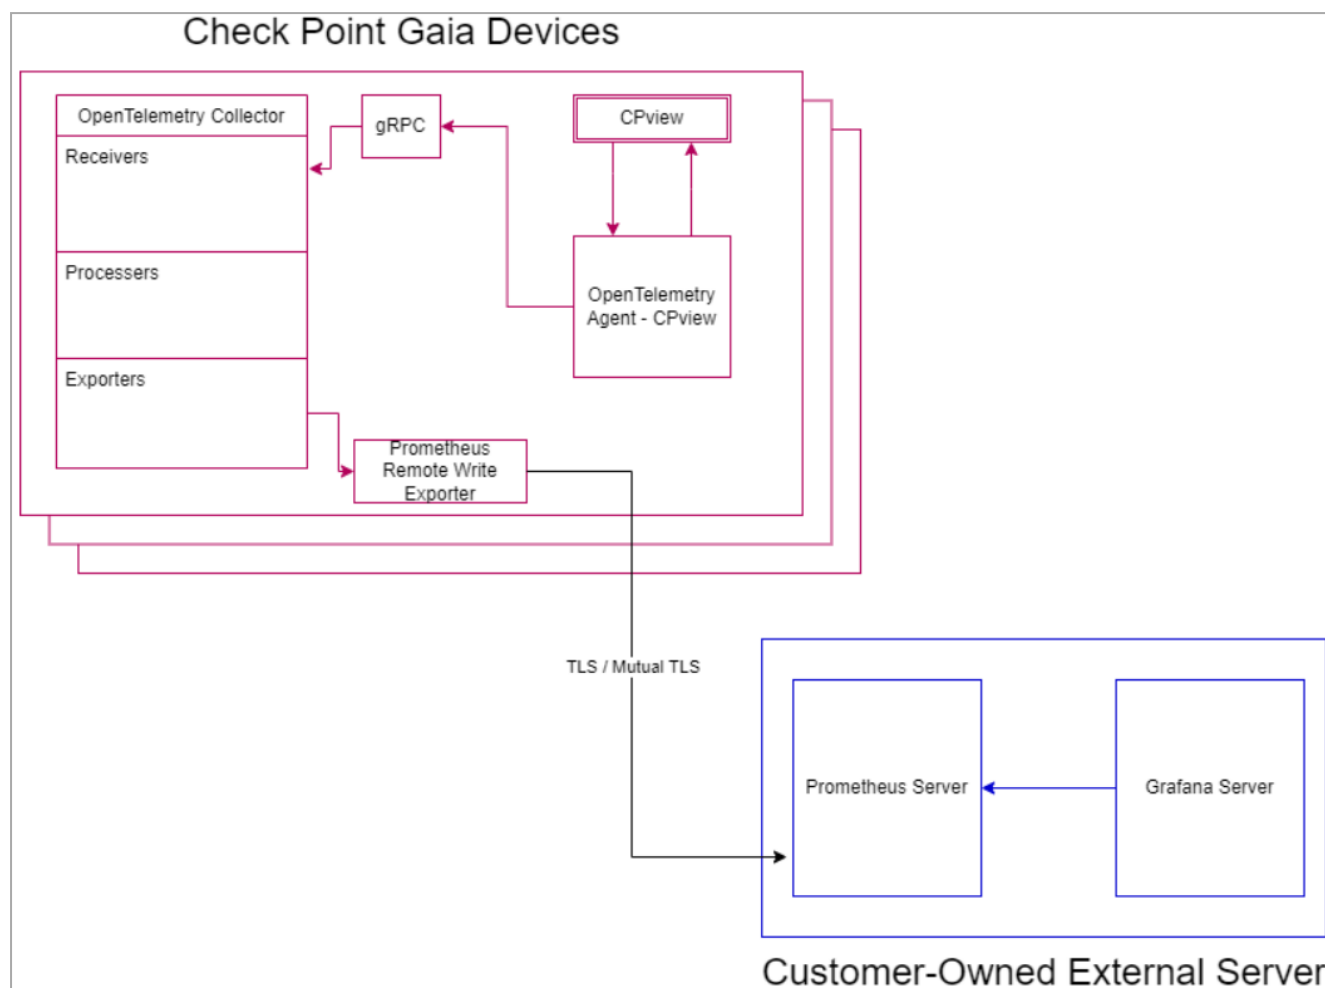 Check Point Gaia Devices
OpenTelemetry Collector
Receivers
Processers
Exporters
gRPC
CPview
OpenTelemetry
Agent - CPview
Prometheus
Remote Write
Exporter
TLS / Mutual TLS
Prometheus Server
Grafana Server
Customer-Owned External Server